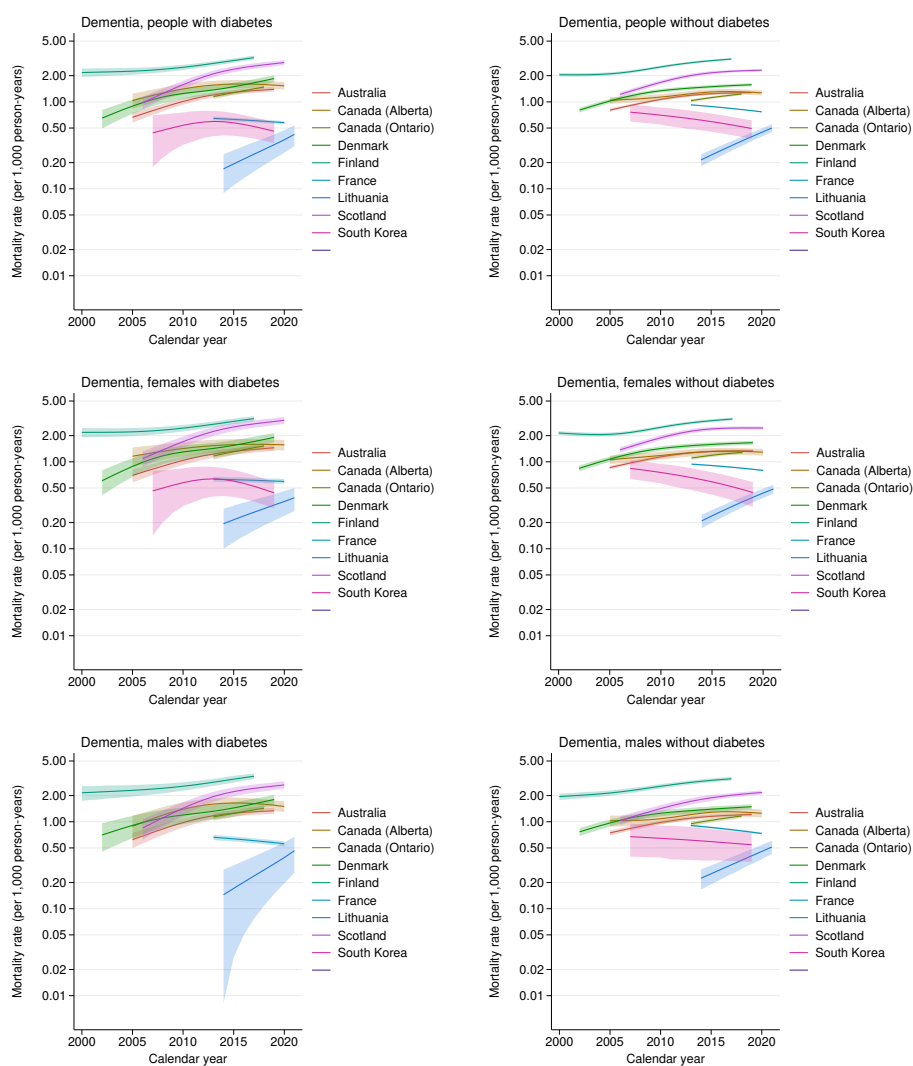 Dementia, people with diabetes
Mortality rate (per 1,000 person-years)
5.00
2.00
1.00
0.50
0.20
0.10
0.05
0.02
0.01
2000 2005 2010 2015 2020
Calendar year
Australia
Canada (Alberta)
Canada (Ontario)
Denmark
Finland
France
Lithuania
Scotland
South Korea
Dementia, people without diabetes
Mortality rate (per 1,000 person-years)
5.00
2.00
1.00
0.50
0.20
0.10
0.05
0.02
0.01
2000 2005 2010 2015 2020
Calendar year
Australia
Canada (Alberta)
Canada (Ontario)
Denmark
Finland
France
Lithuania
Scotland
South Korea
Dementia, females with diabetes
Mortality rate (per 1,000 person-years)
5.00
2.00
1.00
0.50
0.20
0.10
0.05
0.02
0.01
2000 2005 2010 2015 2020
Calendar year
Australia
Canada (Alberta)
Canada (Ontario)
Denmark
Finland
France
Lithuania
Scotland
South Korea
Dementia, females without diabetes
Mortality rate (per 1,000 person-years)
5.00
2.00
1.00
0.50
0.20
0.10
0.05
0.02
0.01
2000 2005 2010 2015 2020
Calendar year
Australia
Canada (Alberta)
Canada (Ontario)
Denmark
Finland
France
Lithuania
Scotland
South Korea
Dementia, males with diabetes
Mortality rate (per 1,000 person-years)
5.00
2.00
1.00
0.50
0.20
0.10
0.05
0.02
0.01
2000 2005 2010 2015 2020
Calendar year
Australia
Canada (Alberta)
Canada (Ontario)
Denmark
Finland
France
Lithuania
Scotland
South Korea
Dementia, males without diabetes
Mortality rate (per 1,000 person-years)
5.00
2.00
1.00
0.50
0.20
0.10
0.05
0.02
0.01
2000 2005 2010 2015 2020
Calendar year
Australia
Canada (Alberta)
Canada (Ontario)
Denmark
Finland
France
Lithuania
Scotland
South Korea